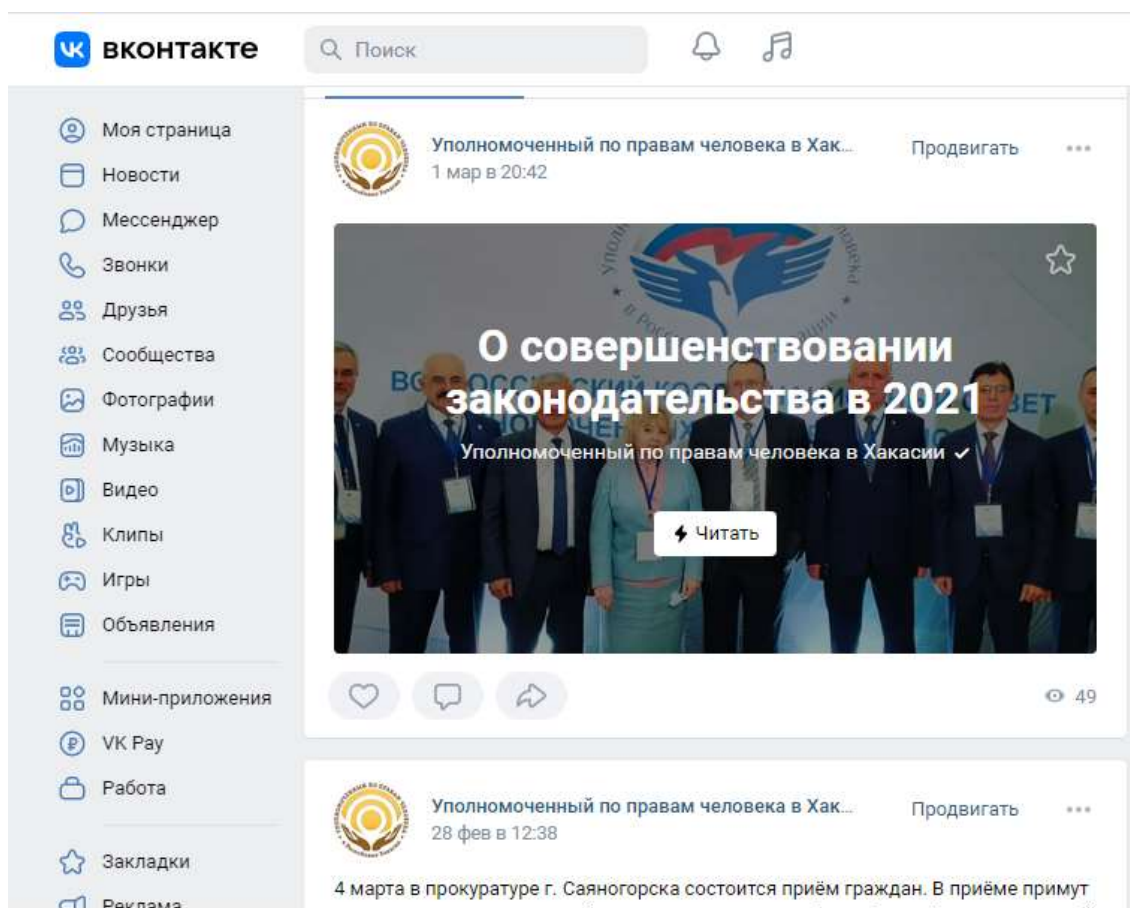 вконтакте
Поиск
Моя страница
Новости
Мессенджер
Звонки
Друзья
Сообщества
Фотографии
Музыка
Видео
Клипы
Игры
Объявления
Мини-приложения
VK Pay
Работа
Закладки
Реклама
Уполномоченный по правам человека в Хак...
1 мар в 20:42
Продвигать
О совершенствовании
законодательства в 2021
Уполномоченный по правам человека в Хакасии
Читать
49
Уполномоченный по правам человека в Хак...
28 фев в 12:38
Продвигать
4 марта в прокуратуре г. Саяногорска состоится приём граждан. В приёме примут